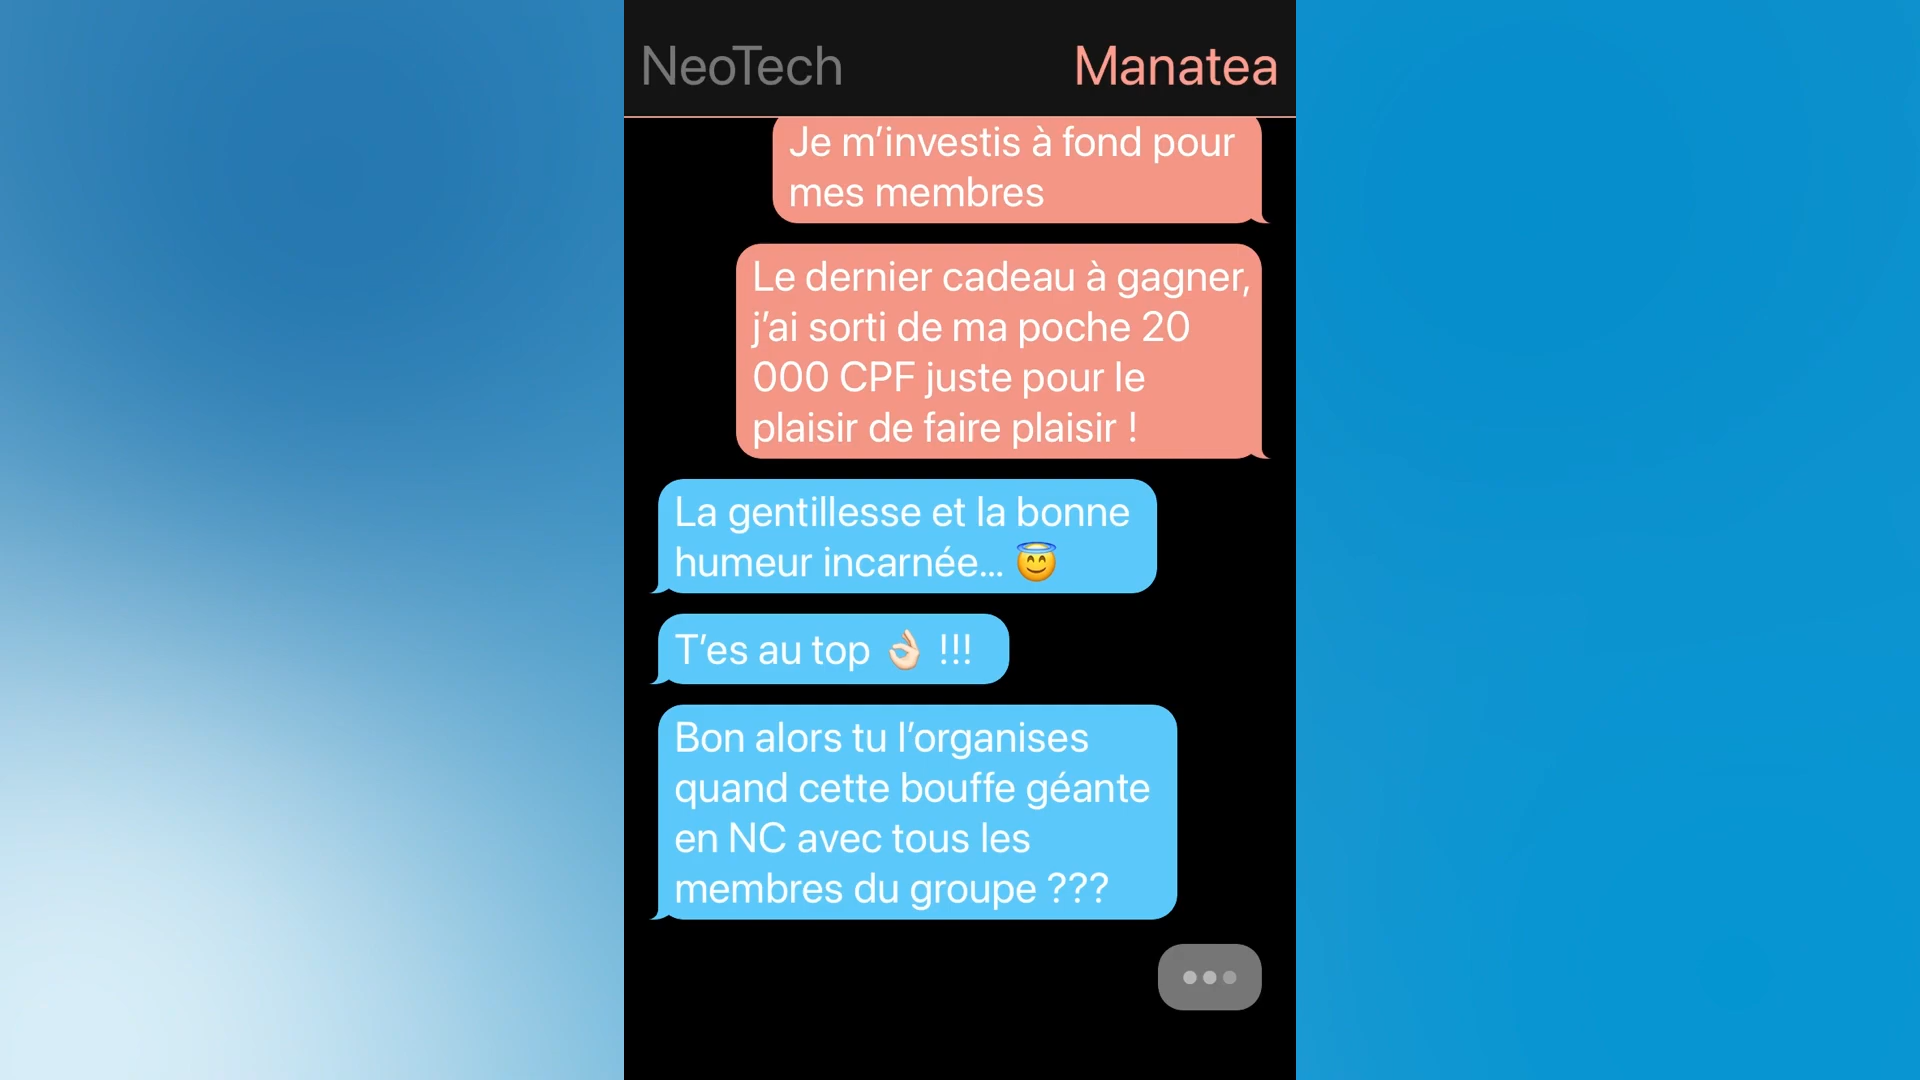 NeoTech Manatea
Je m’investis à fond pour
mes membres
Le dernier cadeau à gagner,
j’ai sorti de ma poche 20
000 CPF juste pour le
plaisir de faire plaisir !
La gentillesse et la bonne
humeur incarnée... 😇
T’es au top 👌🏻 !!!
Bon alors tu l’organises
quand cette bouffe géante
en NC avec tous les
membres du groupe ???